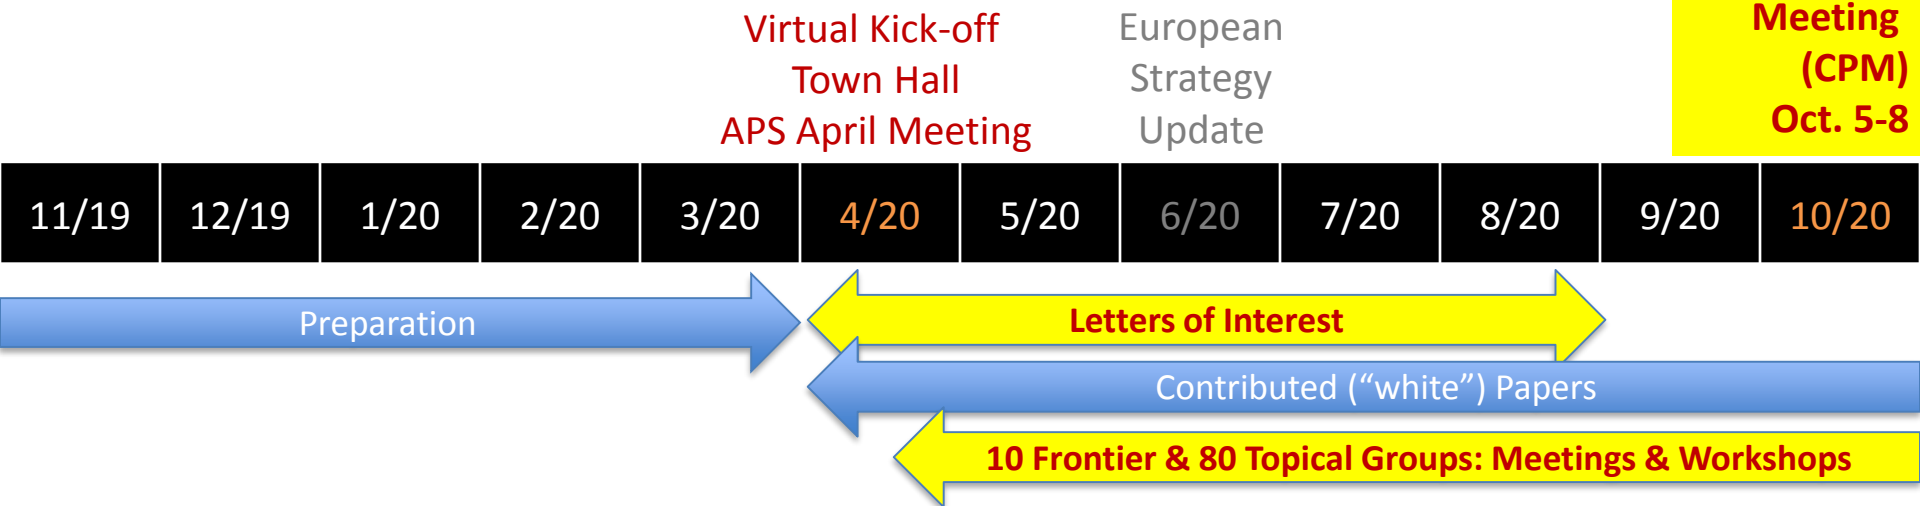 Virtual Kick-off
Town Hall
APS April Meeting
European
Strategy
Update
Meeting
(CPM)
Oct. 5-8
11/19 12/19 1/20 2/20 3/20 4/20 5/20 6/20 7/20 8/20 9/20 10/20
Preparation
Letters of Interest
Contributed (“white”) Papers
10 Frontier & 80 Topical Groups: Meetings & Workshops